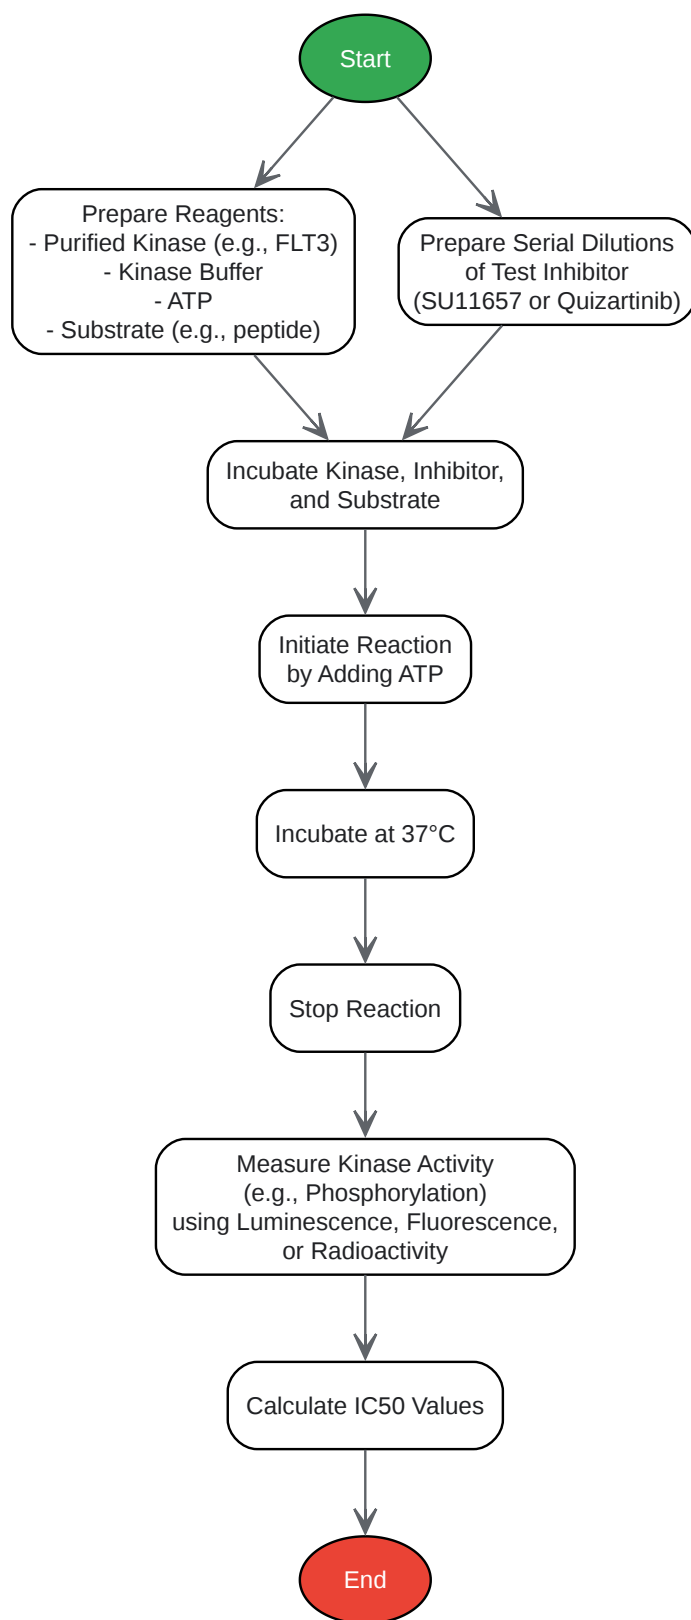 Start
Prepare Reagents:
- Purified Kinase (e.g., FLT3)
- Kinase Buffer
- ATP
- Substrate (e.g., peptide)
Prepare Serial Dilutions
of Test Inhibitor
(SU11657 or Quizartinib)
Incubate Kinase, Inhibitor,
and Substrate
Initiate Reaction
by Adding ATP
Incubate at 37°C
Stop Reaction
Measure Kinase Activity
(e.g., Phosphorylation)
using Luminescence, Fluorescence,
or Radioactivity
Calculate IC50 Values
End